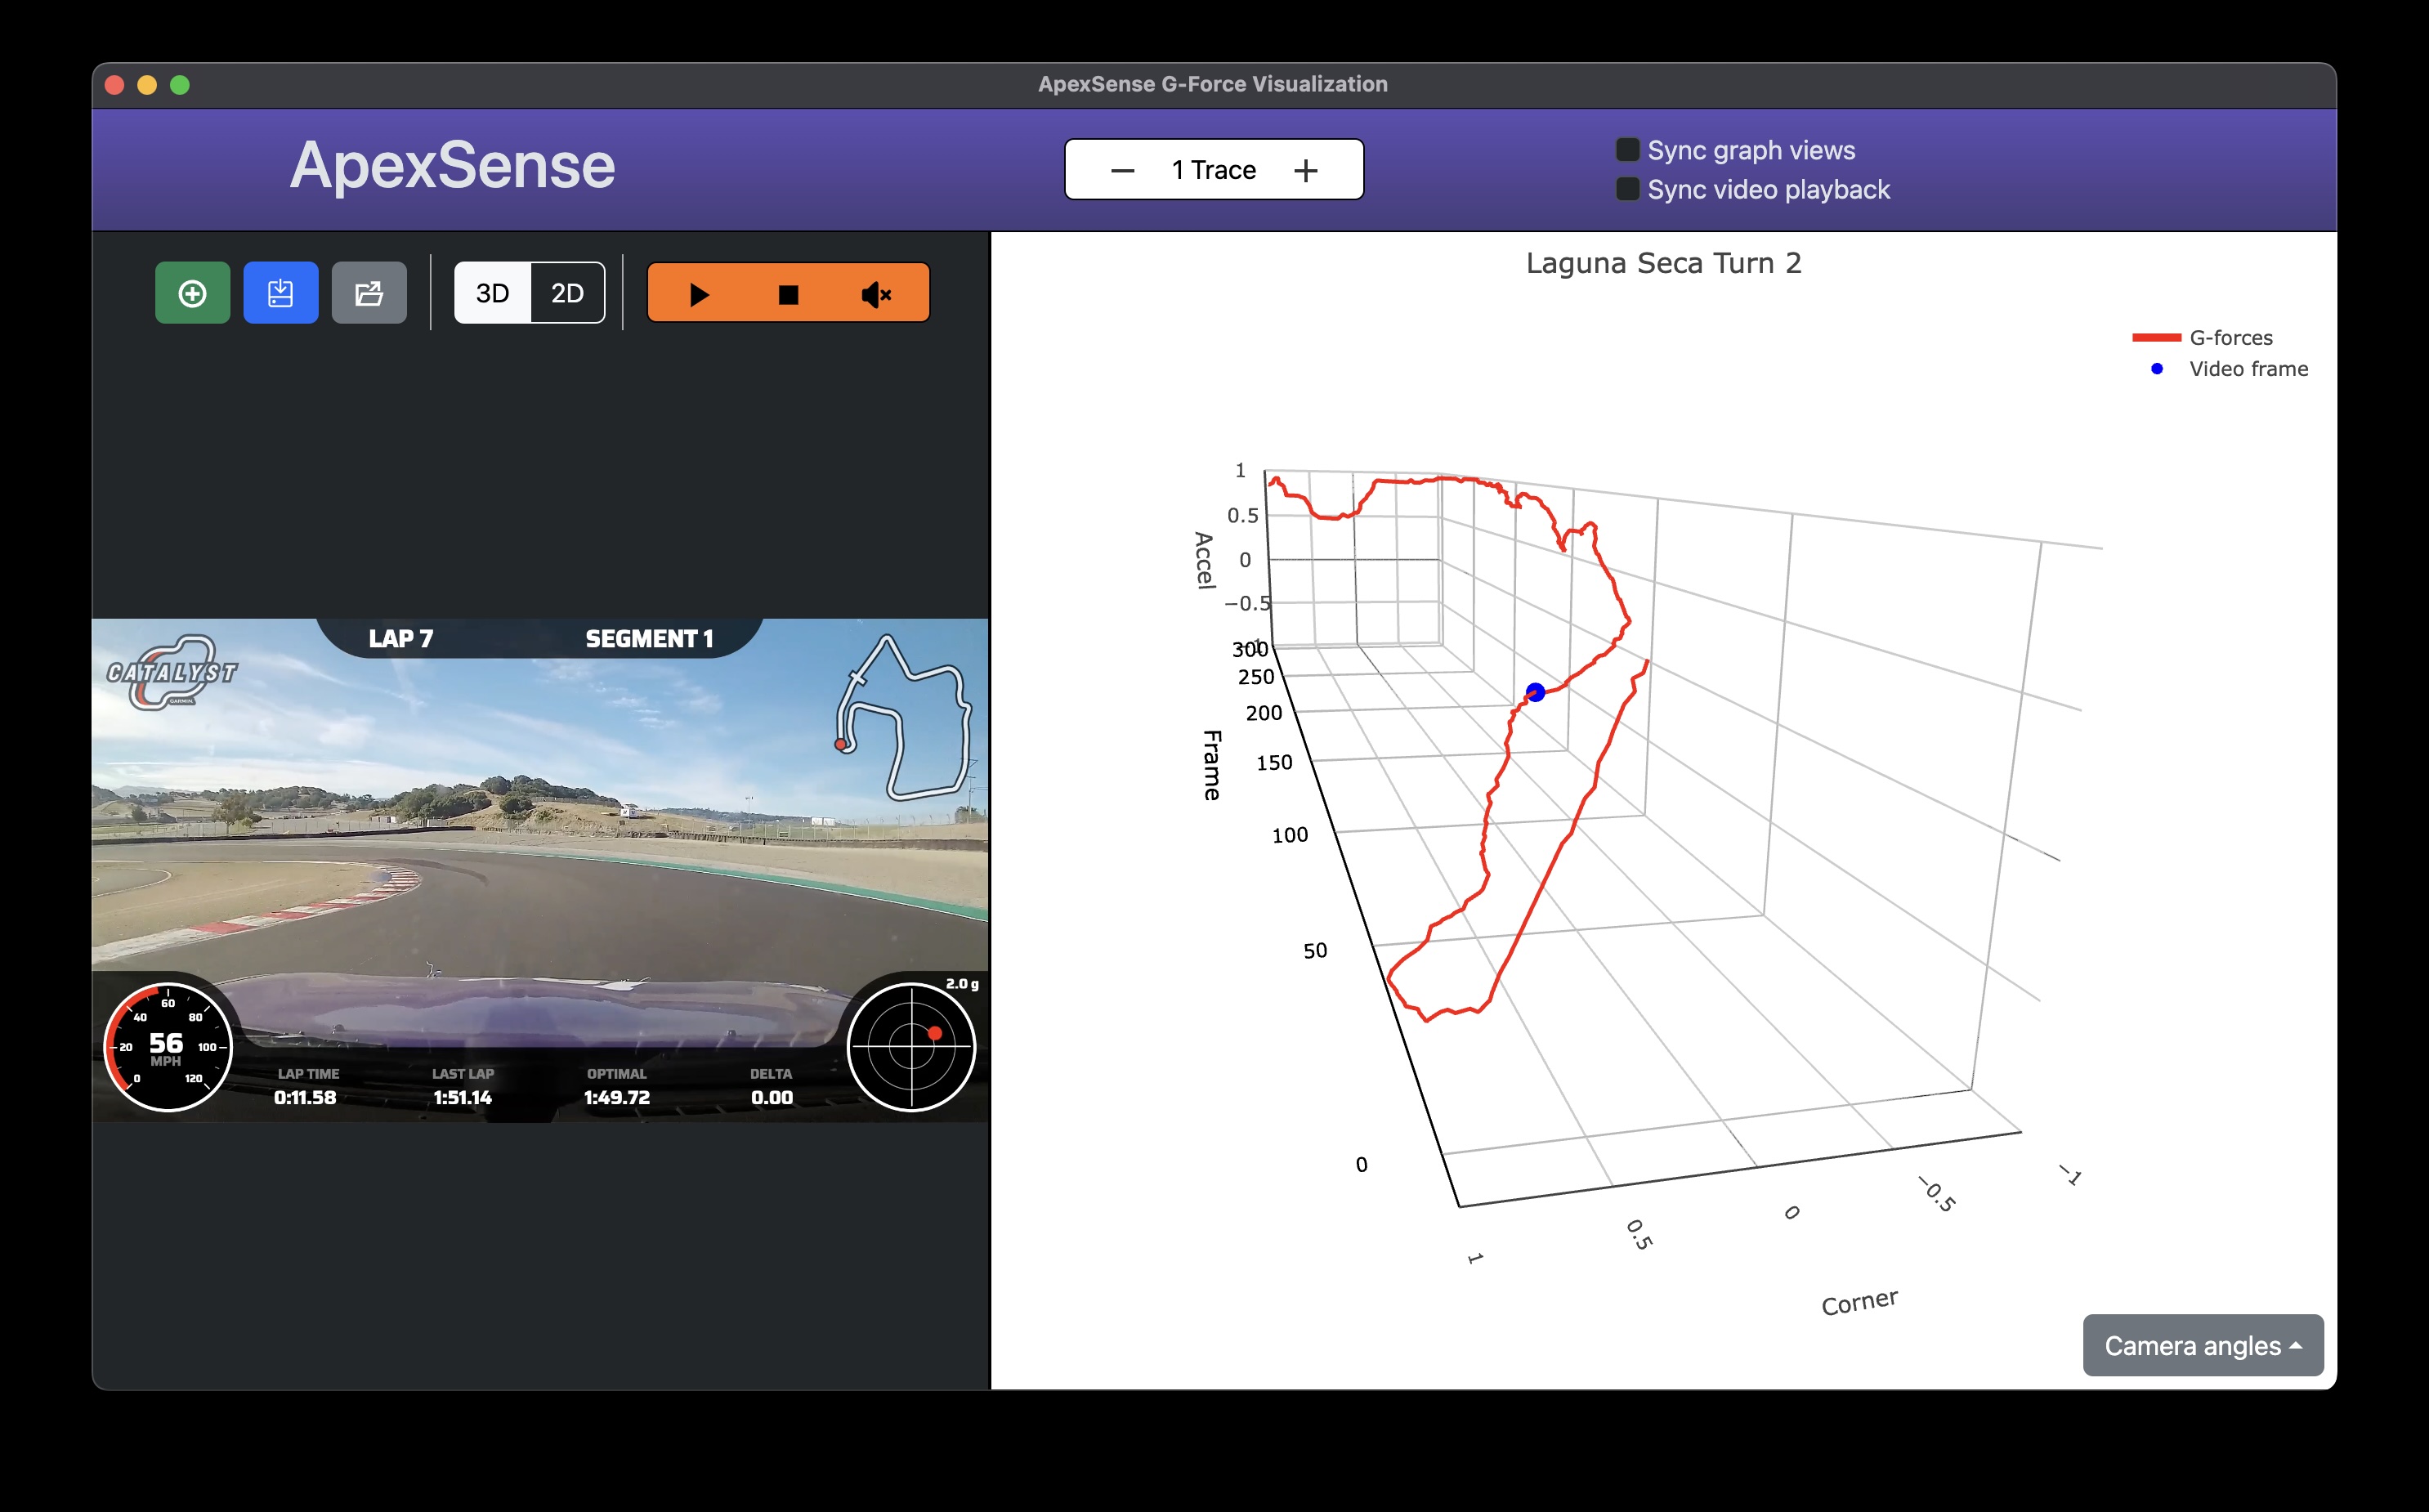 ApexSense G-Force Visualization
ApexSense
1 Trace
Sync graph views
Sync video playback
3D 2D
Laguna Seca Turn 2
G-forces
Video frame
LAP 7 SEGMENT 1
CATALYST
GARMIN
2.0 g
0 20 40 60 80 100 120
56
MPH
LAP TIME LAST LAP OPTIMAL DELTA
0:11.58 1:51.14 1:49.72 0.00
1
0.5
0
−0.5
−1
Accel
300
250
200
150
100
50
0
Frame
1 0.5 0 −0.5 −1
Corner
Camera angles